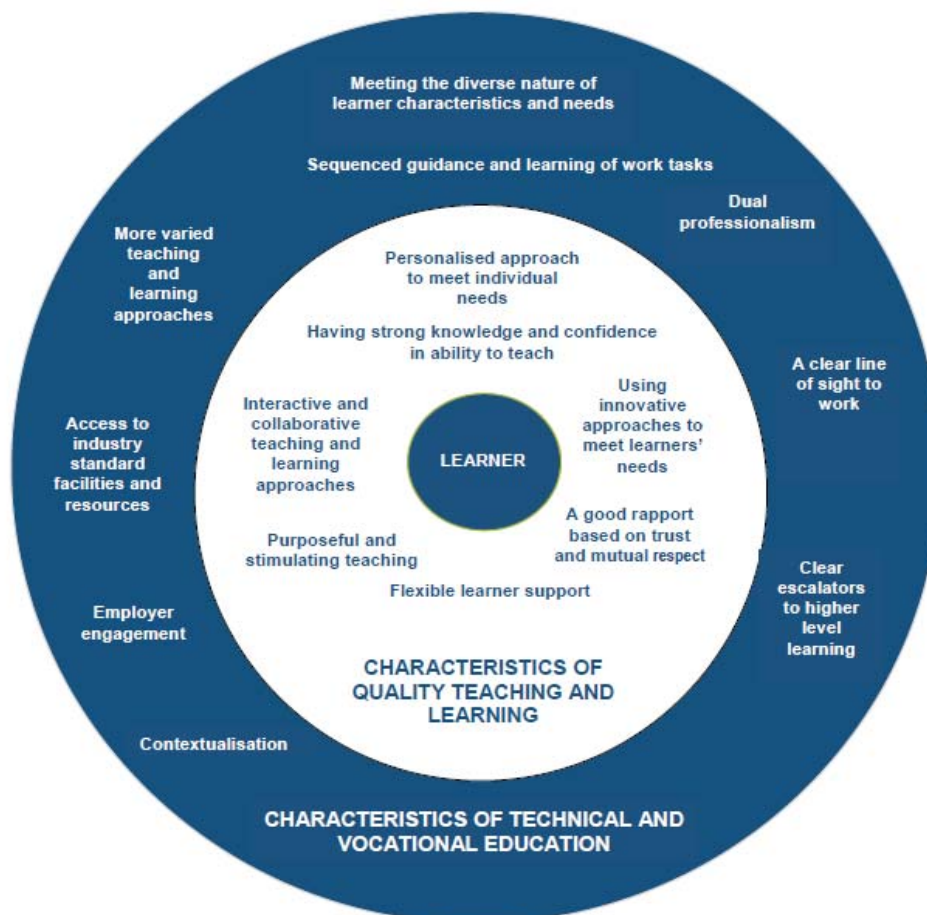 Meeting the diverse nature of
learner characteristics and needs
Sequenced guidance and learning of work tasks
Dual
professionalism
More varied
teaching
and
learning
approaches
Personalised approach
to meet individual
needs
Having strong knowledge and confidence
in ability to teach
A clear line
of sight to
work
Access to
industry
standard
facilities and
resources
Interactive and
collaborative
teaching and
learning
approaches
LEARNER
Using
innovative
approaches to
meet learners’
needs
Purposeful and
stimulating teaching
A good rapport
based on trust
and mutual respect
Flexible learner support
Clear
escalators
to higher
level
learning
Employer
engagement
CHARACTERISTICS OF
QUALITY TEACHING AND
LEARNING
Contextualisation
CHARACTERISTICS OF TECHNICAL AND
VOCATIONAL EDUCATION